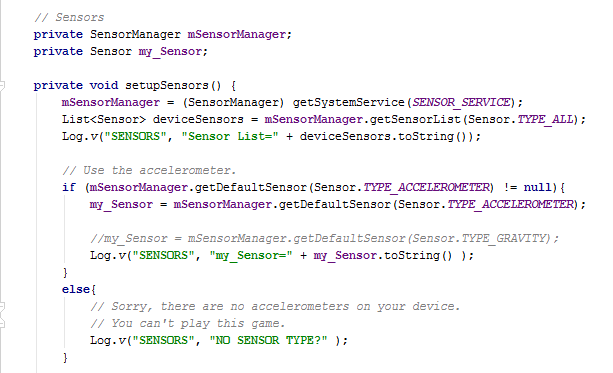 // Sensors
private SensorManager mSensorManager;
private Sensor my_Sensor;
private void setupSensors() {
mSensorManager = (SensorManager) getSystemService(SENSOR_SERVICE);
List<Sensor> deviceSensors = mSensorManager.getSensorList(Sensor.TYPE_ALL);
Log.v("SENSORS", "Sensor List=" + deviceSensors.toString());
// Use the accelerometer.
if (mSensorManager.getDefaultSensor(Sensor.TYPE_ACCELEROMETER) != null){
my_Sensor = mSensorManager.getDefaultSensor(Sensor.TYPE_ACCELEROMETER);
//my_Sensor = mSensorManager.getDefaultSensor(Sensor.TYPE_GRAVITY);
Log.v("SENSORS", "my_Sensor=" + my_Sensor.toString() );
}
else{
// Sorry, there are no accelerometers on your device.
// You can't play this game.
Log.v("SENSORS", "NO SENSOR TYPE?" );
}